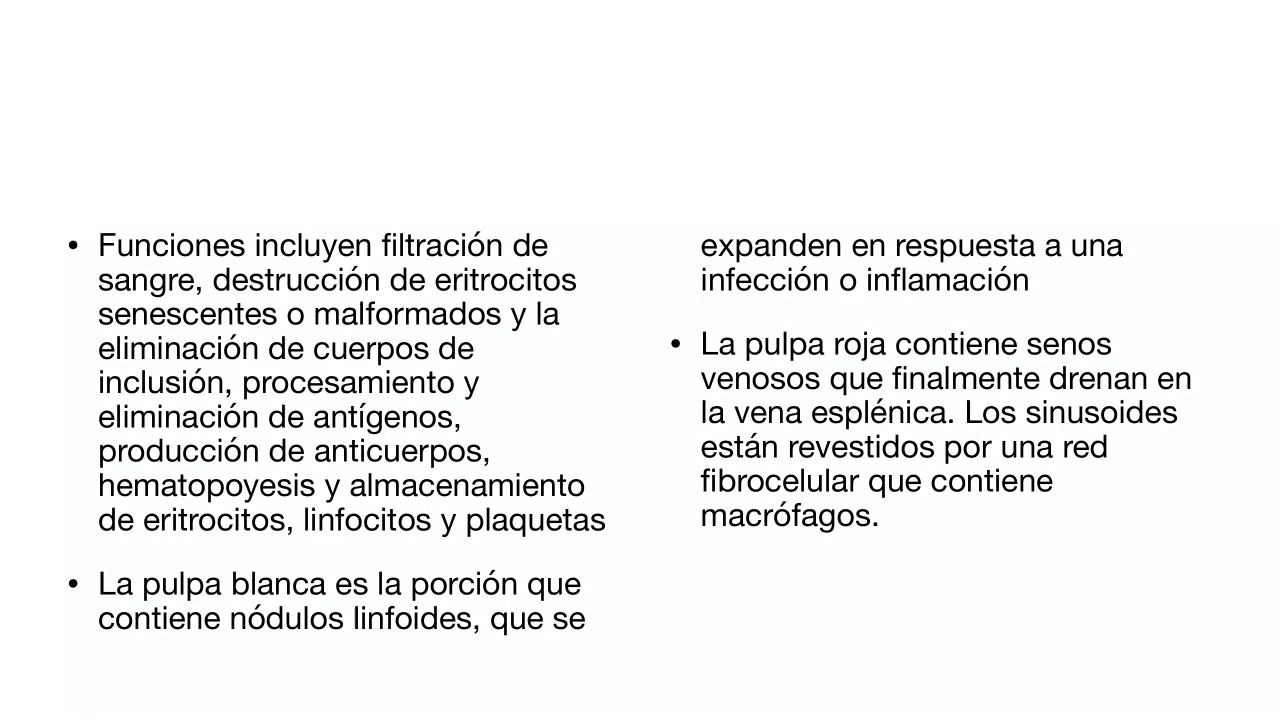 • Funciones incluyen filtración de
sangre, destrucción de eritrocitos
senescentes o malformados y la
eliminación de cuerpos de
inclusión, procesamiento y
eliminación de antígenos,
producción de anticuerpos,
hematopoyesis y almacenamiento
de eritrocitos, linfocitos y plaquetas
• La pulpa blanca es la porción que
contiene nódulos linfoides, que se
expanden en respuesta a una
infección o inflamación
• La pulpa roja contiene senos
venosos que finalmente drenan en
la vena esplénica. Los sinusoides
están revestidos por una red
fibrocelular que contiene
macrófagos.